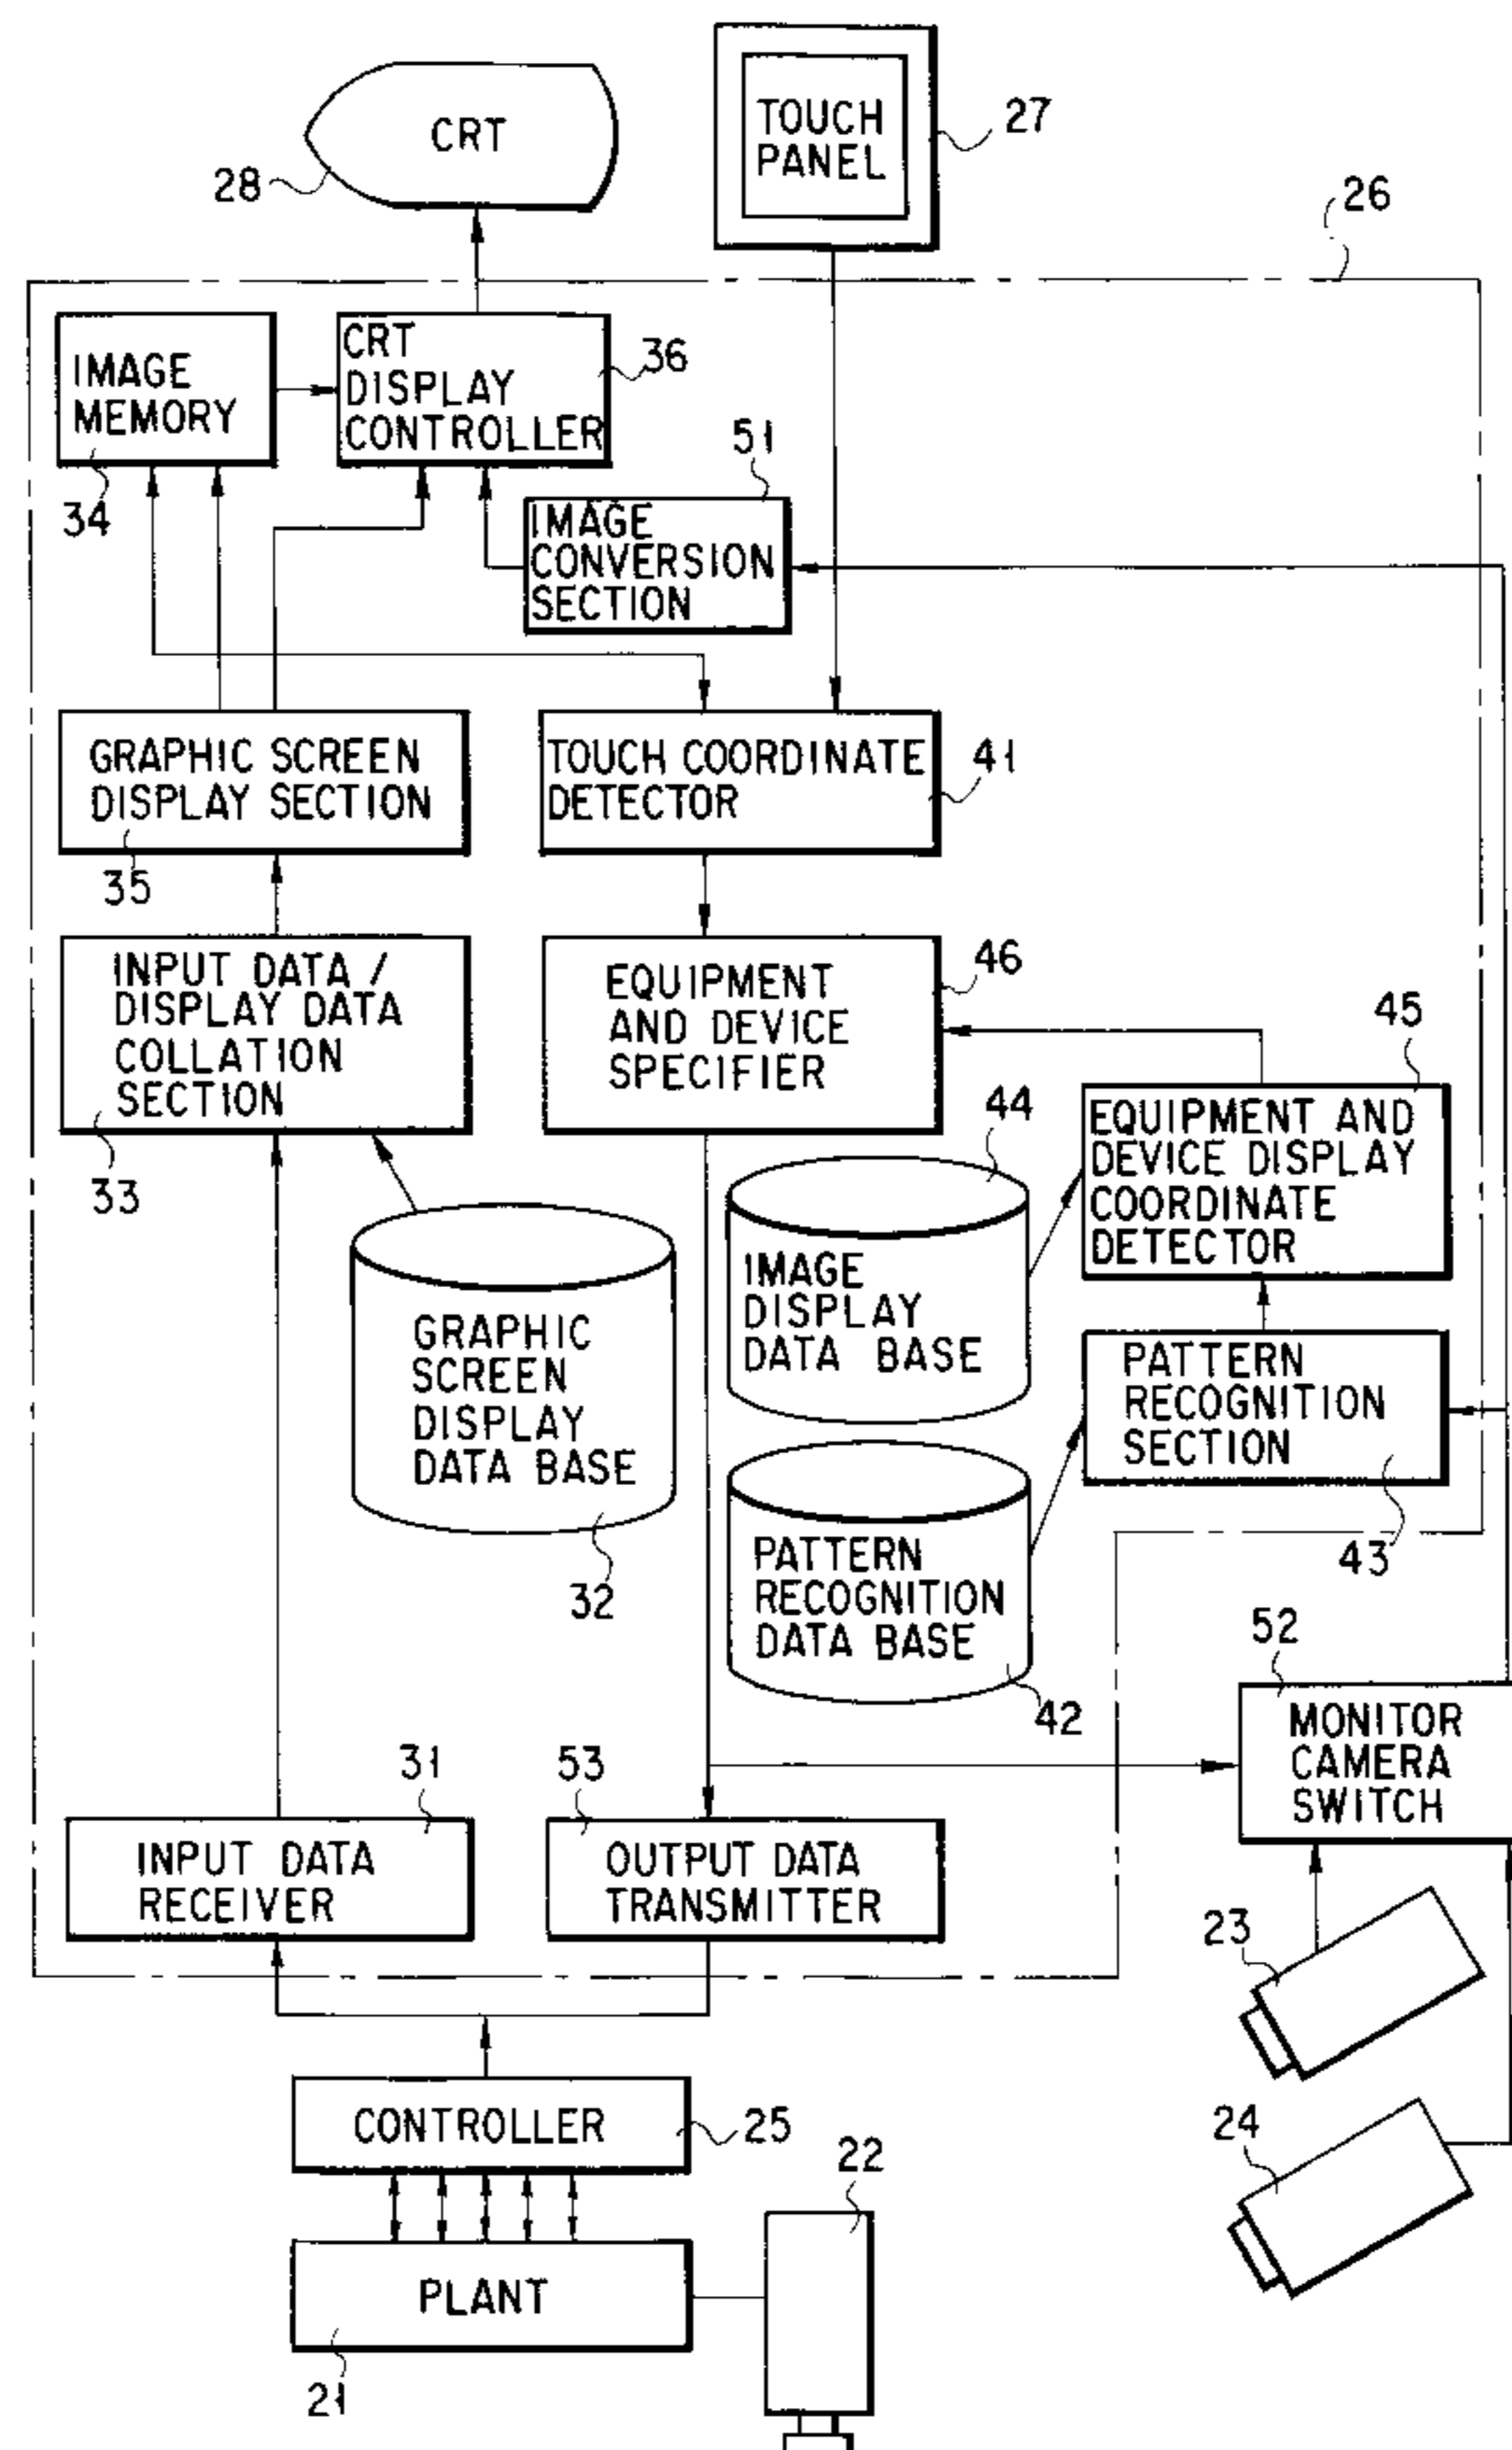 CRT
28
TOUCH
PANEL
27
26
IMAGE
MEMORY
34
CRT
DISPLAY
CONTROLLER
36
51
IMAGE
CONVERSION
SECTION
GRAPHIC SCREEN
DISPLAY SECTION
35
TOUCH COORDINATE
DETECTOR
41
INPUT DATA /
DISPLAY DATA
COLLATION
SECTION
33
EQUIPMENT
AND DEVICE
SPECIFIER
46
45
EQUIPMENT AND
DEVICE DISPLAY
COORDINATE
DETECTOR
44
IMAGE
DISPLAY
DATA BASE
GRAPHIC
SCREEN
DISPLAY
DATA BASE
32
PATTERN
RECOGNITION
SECTION
43
PATTERN
RECOGNITION
DATA BASE
42
52
MONITOR
CAMERA
SWITCH
31
INPUT DATA
RECEIVER
53
OUTPUT DATA
TRANSMITTER
23
24
CONTROLLER
25
22
PLANT
21